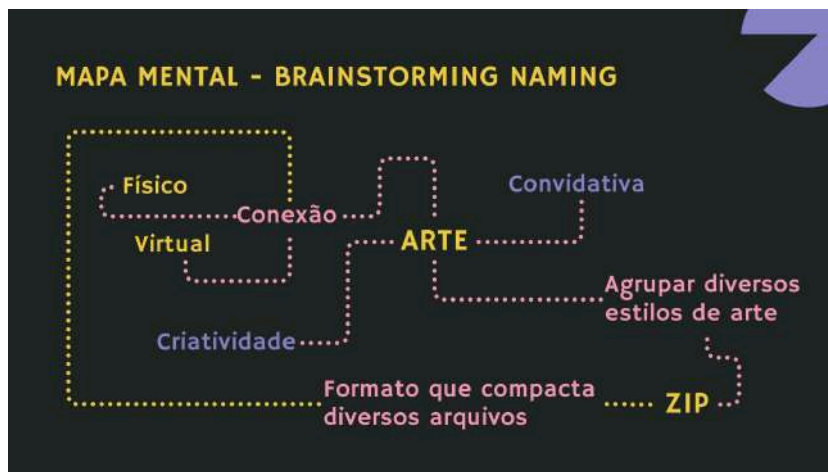 MAPA MENTAL - BRAINSTORMING NAMING
Físico
Convidativa
Conexão
Virtual
ARTE
Agrupar diversos
estilos de arte
Criatividade
Formato que compacta
diversos arquivos
ZIP